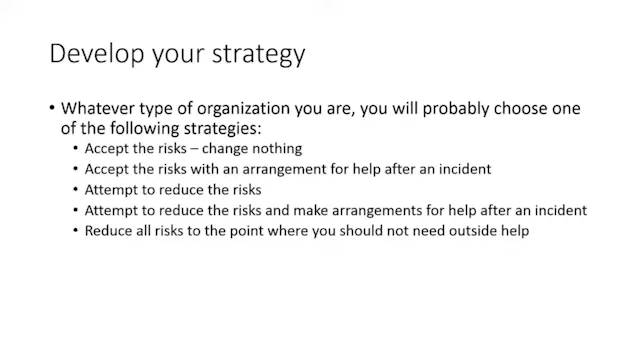 Develop your strategy
• Whatever type of organization you are, you will probably choose one
of the following strategies:
• Accept the risks – change nothing
• Accept the risks with an arrangement for help after an incident
• Attempt to reduce the risks
• Attempt to reduce the risks and make arrangements for help after an incident
• Reduce all risks to the point where you should not need outside help